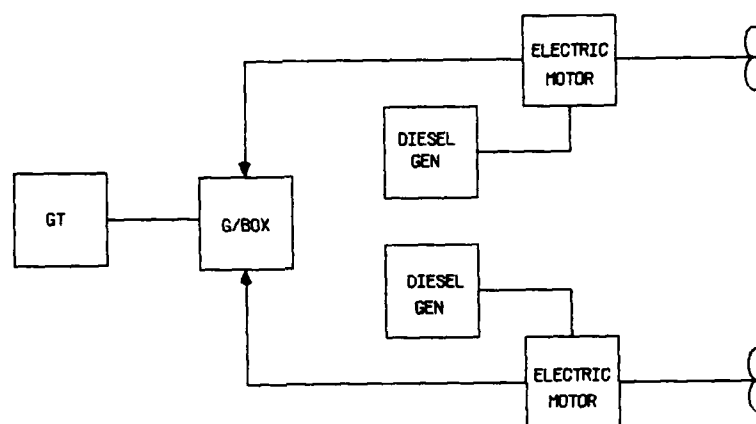 ELECTRIC
MOTOR
DIESEL
GEN
GT
G/BOX
DIESEL
GEN
ELECTRIC
MOTOR